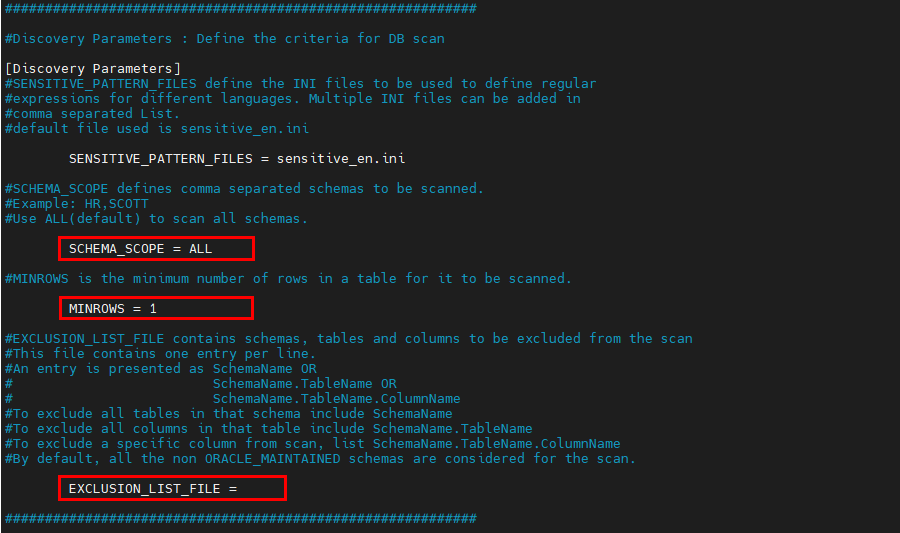 ###########################################################
#Discovery Parameters : Define the criteria for DB scan
[Discovery Parameters]
#SENSITIVE_PATTERN_FILES define the INI files to be used to define regular
#expressions for different languages. Multiple INI files can be added in
#comma separated List.
#default file used is sensitive_en.ini
SENSITIVE_PATTERN_FILES = sensitive_en.ini
#SCHEMA_SCOPE defines comma separated schemas to be scanned.
#Example: HR,SCOTT
#Use ALL(default) to scan all schemas.
SCHEMA_SCOPE = ALL
#MINROWS is the minimum number of rows in a table for it to be scanned.
MINROWS = 1
#EXCLUSION_LIST_FILE contains schemas, tables and columns to be excluded from the scan
#This file contains one entry per line.
#An entry is presented as SchemaName OR
#                         SchemaName.TableName OR
#                         SchemaName.TableName.ColumnName
#To exclude all tables in that schema include SchemaName
#To exclude all columns in that table include SchemaName.TableName
#To exclude a specific column from scan, list SchemaName.TableName.ColumnName
#By default, all the non ORACLE_MAINTAINED schemas are considered for the scan.
EXCLUSION_LIST_FILE =
###########################################################